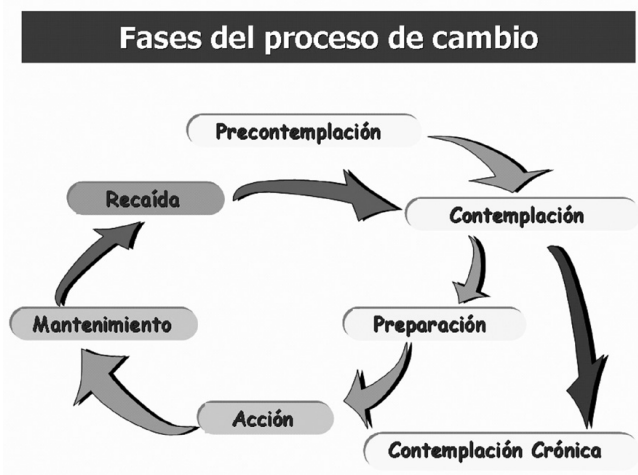 Fases del proceso de cambio
Precontemplación
Recaída
Contemplación
Mantenimiento
Preparación
Acción
Contemplación Crónica